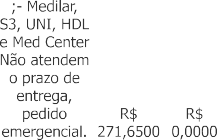 ;- Medilar,
S3, UNI, HDL
e Med Center
Não atendem
o prazo de
entrega,
pedido R$ R$
emergencial. 271,6500 0,0000